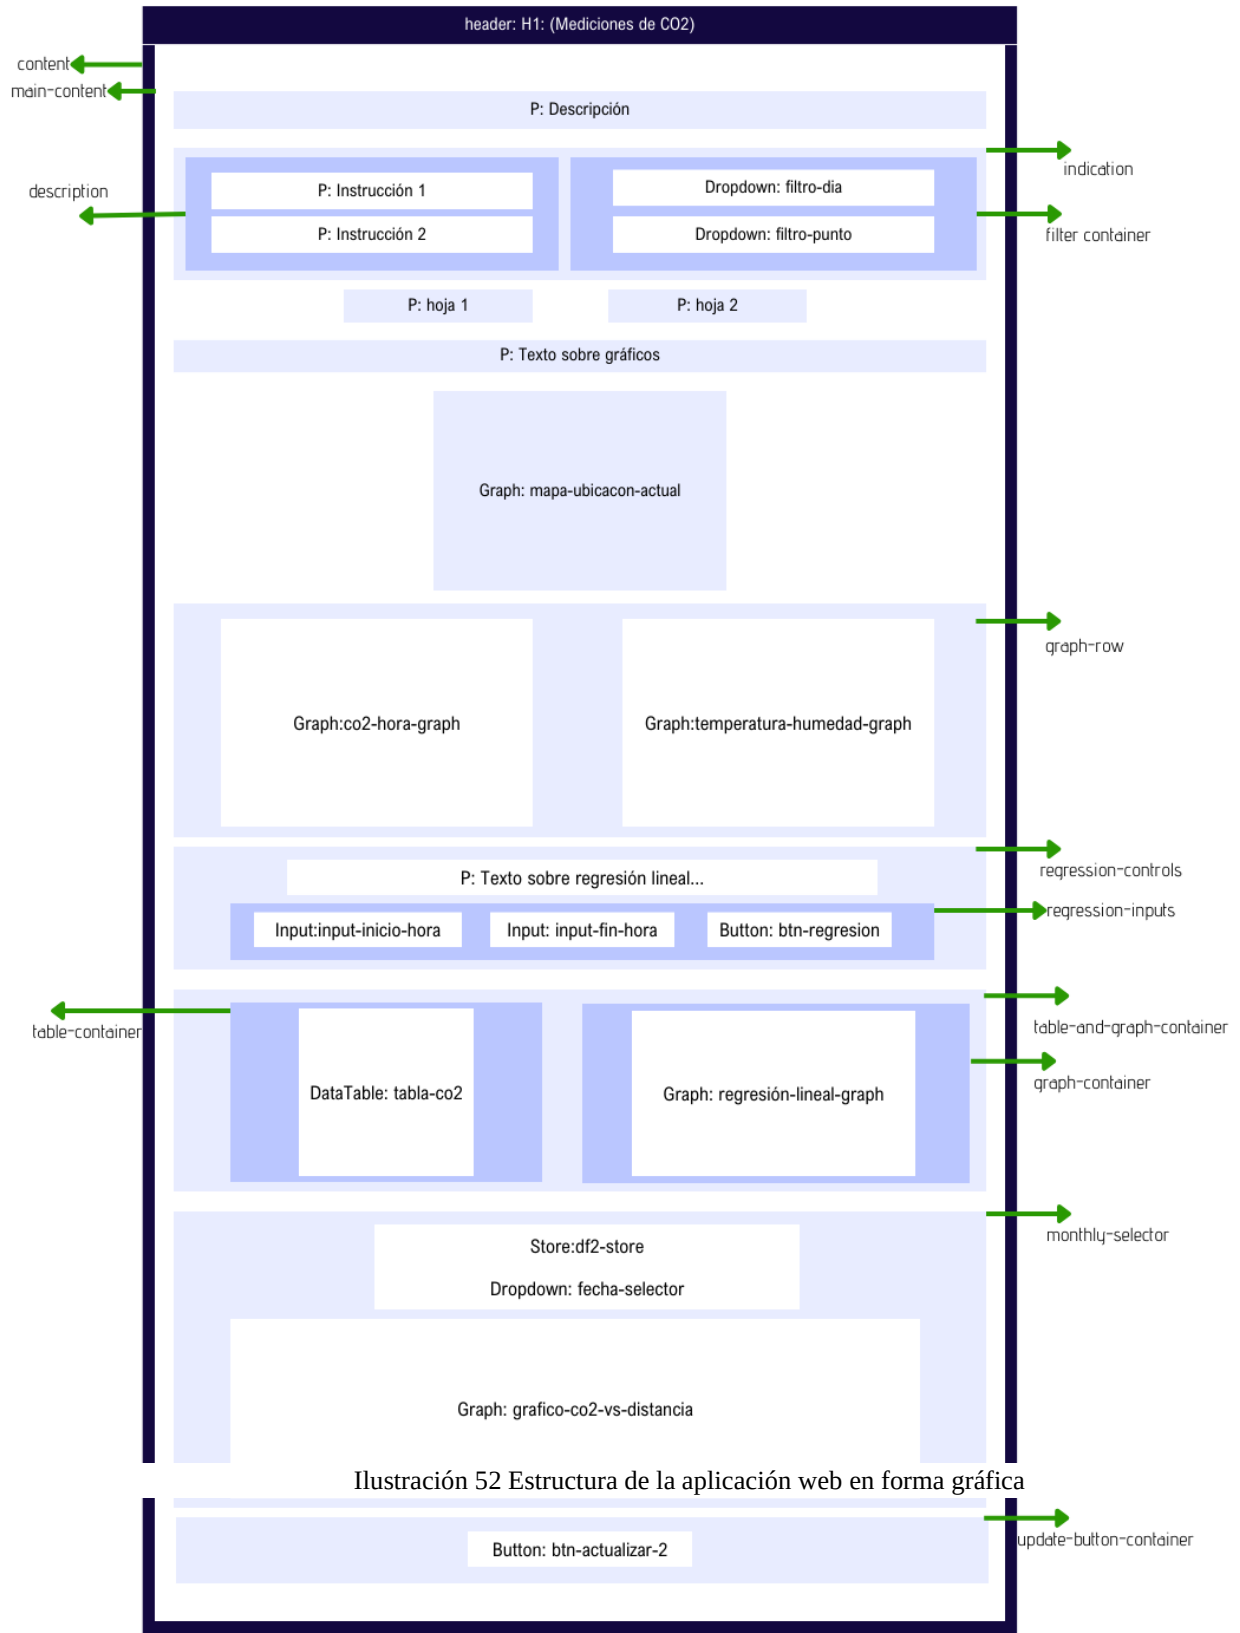 header: H1: (Mediciones de CO2)
content
main-content
P: Descripción
indication
description
P: Instrucción 1
Dropdown: filtro-dia
P: Instrucción 2
Dropdown: filtro-punto
filter container
P: hoja 1
P: hoja 2
P: Texto sobre gráficos
Graph: mapa-ubicacon-actual
graph-row
Graph:co2-hora-graph
Graph:temperatura-humedad-graph
regression-controls
P: Texto sobre regresión lineal...
regression-inputs
Input:input-inicio-hora
Input: input-fin-hora
Button: btn-regresion
table-container
table-and-graph-container
graph-container
DataTable: tabla-co2
Graph: regresión-lineal-graph
monthly-selector
Store:df2-store
Dropdown: fecha-selector
Graph: grafico-co2-vs-distancia
Ilustración 52 Estructura de la aplicación web en forma gráfica
update-button-container
Button: btn-actualizar-2